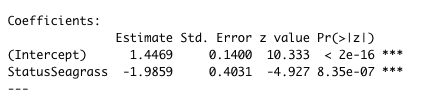 Coefficients:
Estimate Std. Error z value Pr(>|z|)
(Intercept) 1.4469 0.1400 10.333 < 2e-16 ***
StatusSeagrass -1.9859 0.4031 -4.927 8.35e-07 ***
---